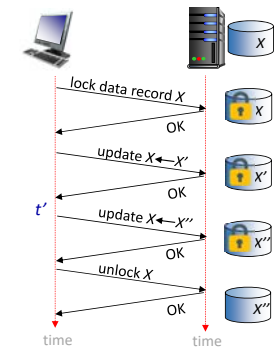 X
lock data record X
X
OK
update X←X'
X'
OK
t'
update X←X''
X''
OK
unlock X
X''
OK
time
time